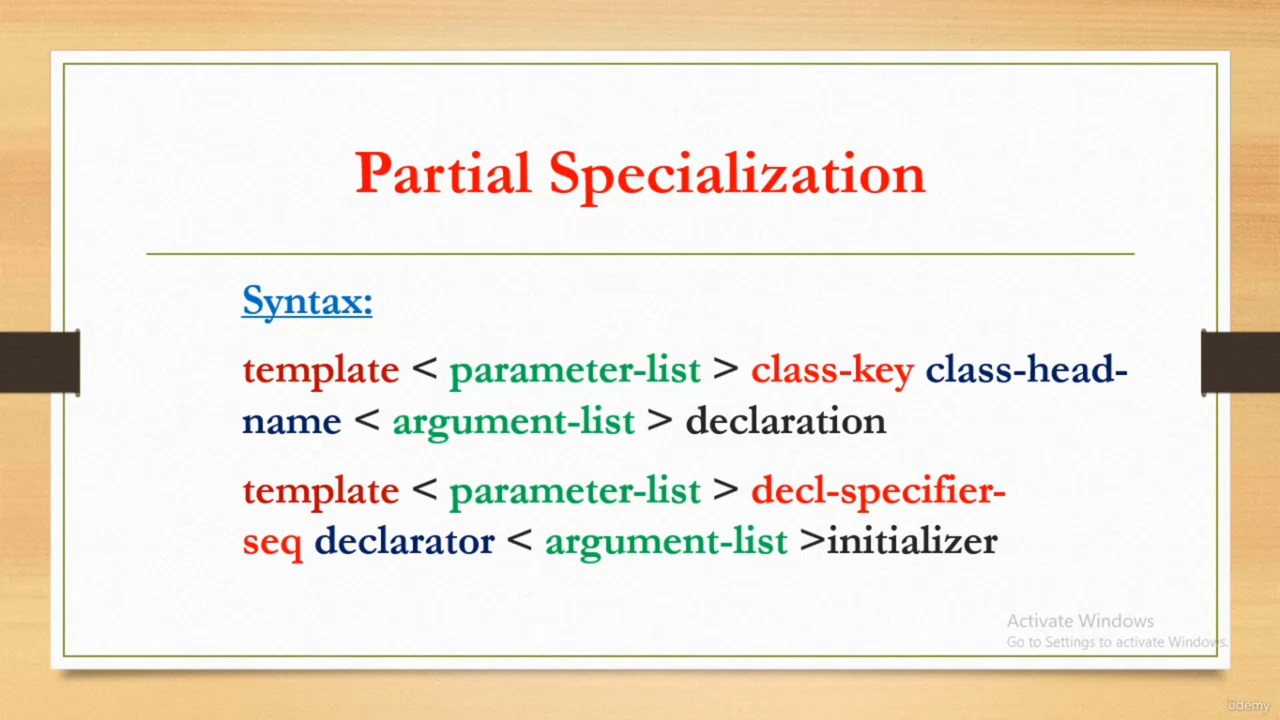 Partial Specialization
Syntax:
template < parameter-list > class-key class-head-
name < argument-list > declaration
template < parameter-list > decl-specifier-
seq declarator < argument-list >initializer
Activate Windows
Go to Settings to activate Windows.
ûdemy